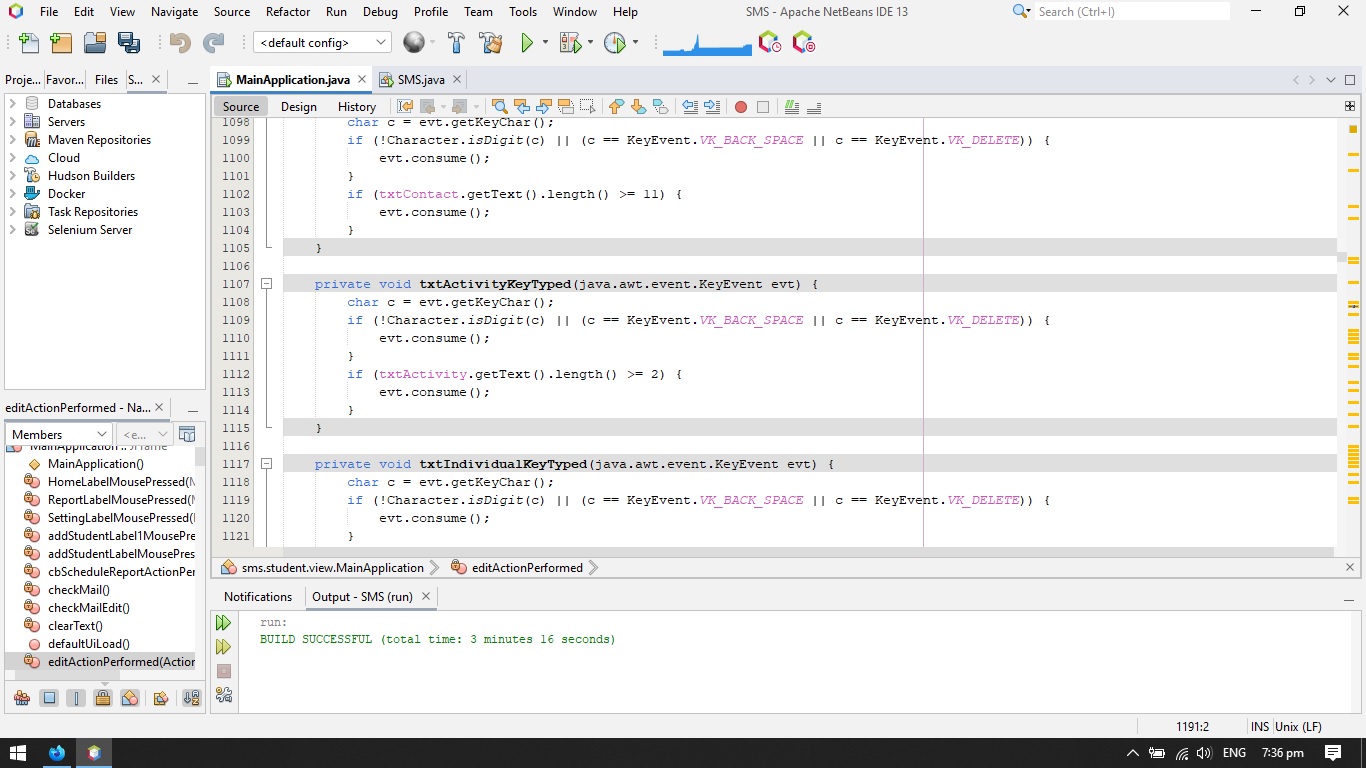 File Edit View Navigate Source Refactor Run Debug Profile Team Tools Window Help SMS - Apache NetBeans IDE 13 Search (Ctrl+I)
<default config>
Proje... Favor... Files S... MainApplication.java SMS.java
Source Design History
Databases
Servers
Maven Repositories
Cloud
Hudson Builders
Docker
Task Repositories
Selenium Server
1098 char c = evt.getKeyChar();
1099 if (!Character.isDigit(c) || (c == KeyEvent.VK_BACK_SPACE || c == KeyEvent.VK_DELETE)) {
1100 evt.consume();
1101 }
1102 if (txtContact.getText().length() >= 11) {
1103 evt.consume();
1104 }
1105 }
1106
1107 private void txtActivityKeyTyped(java.awt.event.KeyEvent evt) {
1108 char c = evt.getKeyChar();
1109 if (!Character.isDigit(c) || (c == KeyEvent.VK_BACK_SPACE || c == KeyEvent.VK_DELETE)) {
1110 evt.consume();
1111 }
1112 if (txtActivity.getText().length() >= 2) {
1113 evt.consume();
1114 }
1115 }
1116
1117 private void txtIndividualKeyTyped(java.awt.event.KeyEvent evt) {
1118 char c = evt.getKeyChar();
1119 if (!Character.isDigit(c) || (c == KeyEvent.VK_BACK_SPACE || c == KeyEvent.VK_DELETE)) {
1120 evt.consume();
1121 }
editActionPerformed - Na...
Members <e...
MainApplication :: JFrame
MainApplication()
HomeLabelMousePressed(
ReportLabelMousePressed(
SettingLabelMousePressed(
addStudentLabel1MousePre
addStudentLabelMousePres
cbScheduleReportActionPer
checkMail()
checkMailEdit()
clearText()
defaultUiLoad()
editActionPerformed(Action
sms.student.view.MainApplication editActionPerformed
Notifications Output - SMS (run)
run:
BUILD SUCCESSFUL (total time: 3 minutes 16 seconds)
1191:2 INS Unix (LF)
ENG 7:36 pm